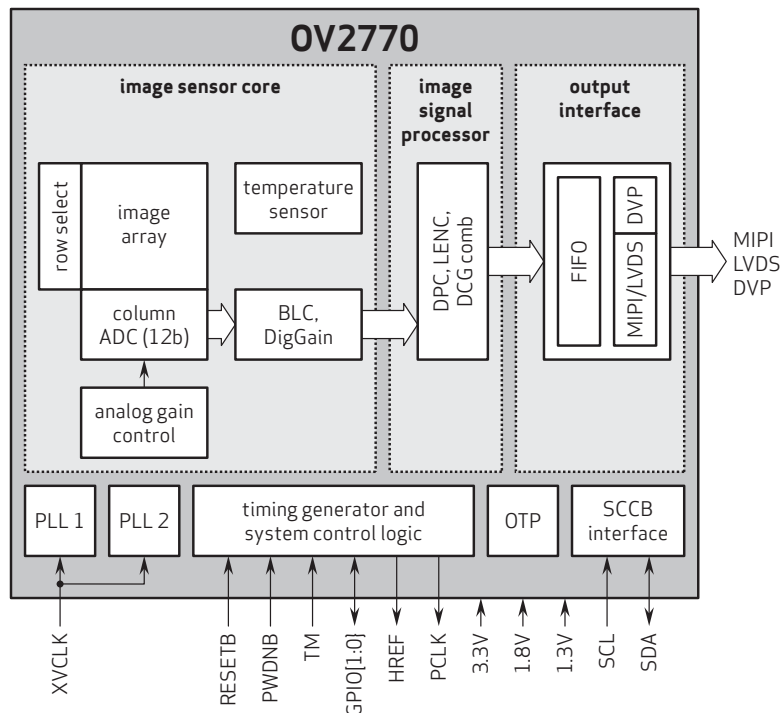 OV2770
image sensor core
image
signal
processor
output
interface
row select
image
array
temperature
sensor
column
ADC (12b)
BLC,
DigGain
analog gain
control
DPC, LENC,
DCG comb
FIFO
DVP
MIPI/LVDS
MIPI
LVDS
DVP
PLL 1
PLL 2
timing generator and
system control logic
OTP
SCCB
interface
XVCLK
RESETB
PWDNB
TM
GPIO[1:0}
HREF
PCLK
3.3V
1.8V
1.3V
SCL
SDA